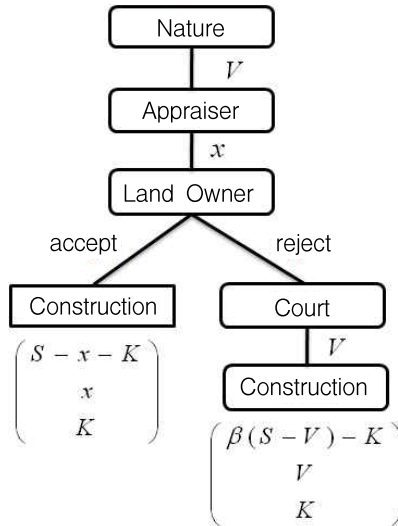 Nature
V
Appraiser
x
Land Owner
accept reject
Construction Court
V
Construction
S − x − K
x
K
β (S − V) − K
V
K